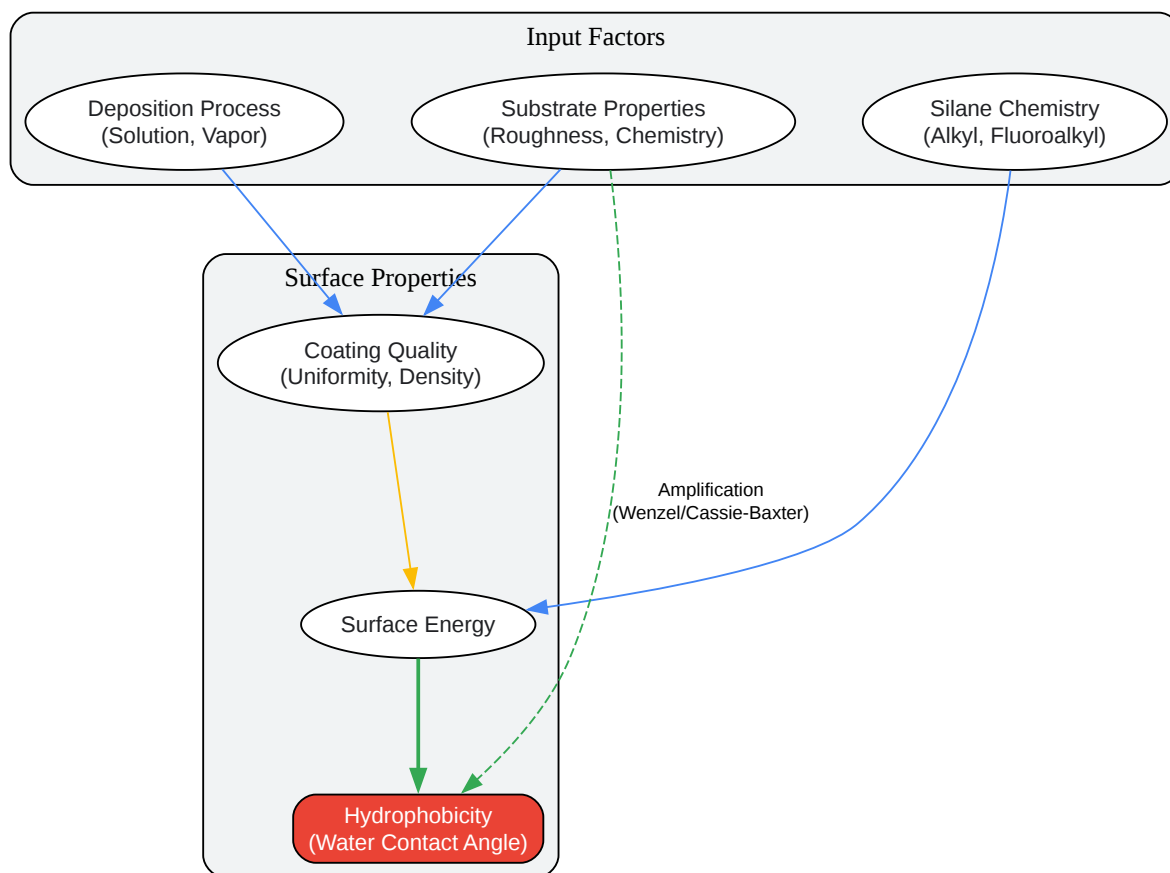 Input Factors
Deposition Process
(Solution, Vapor)
Substrate Properties
(Roughness, Chemistry)
Silane Chemistry
(Alkyl, Fluoroalkyl)
Surface Properties
Coating Quality
(Uniformity, Density)
Amplification
(Wenzel/Cassie-Baxter)
Surface Energy
Hydrophobicity
(Water Contact Angle)